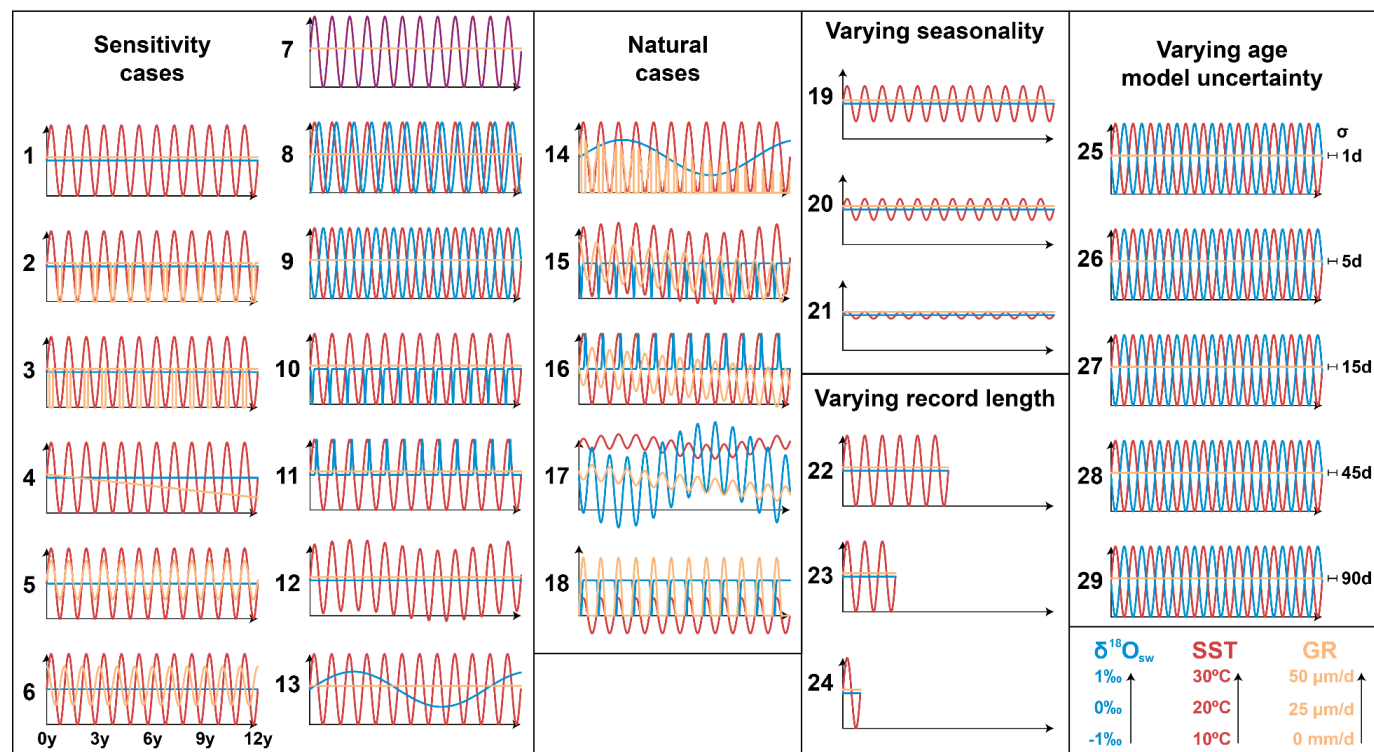 Sensitivity
cases
1
2
3
4
5
6
0y 3y 6y 9y 12y
7
8
9
10
11
12
13
Natural
cases
14
15
16
17
18
Varying seasonality
19
20
21
Varying record length
22
23
24
Varying age
model uncertainty
σ
25 1d
26 5d
27 15d
28 45d
29 90d
δ¹⁸Osw SST GR
1‰ 30ºC 50 µm/d
0‰ 20ºC 25 µm/d
-1‰ 10ºC 0 mm/d